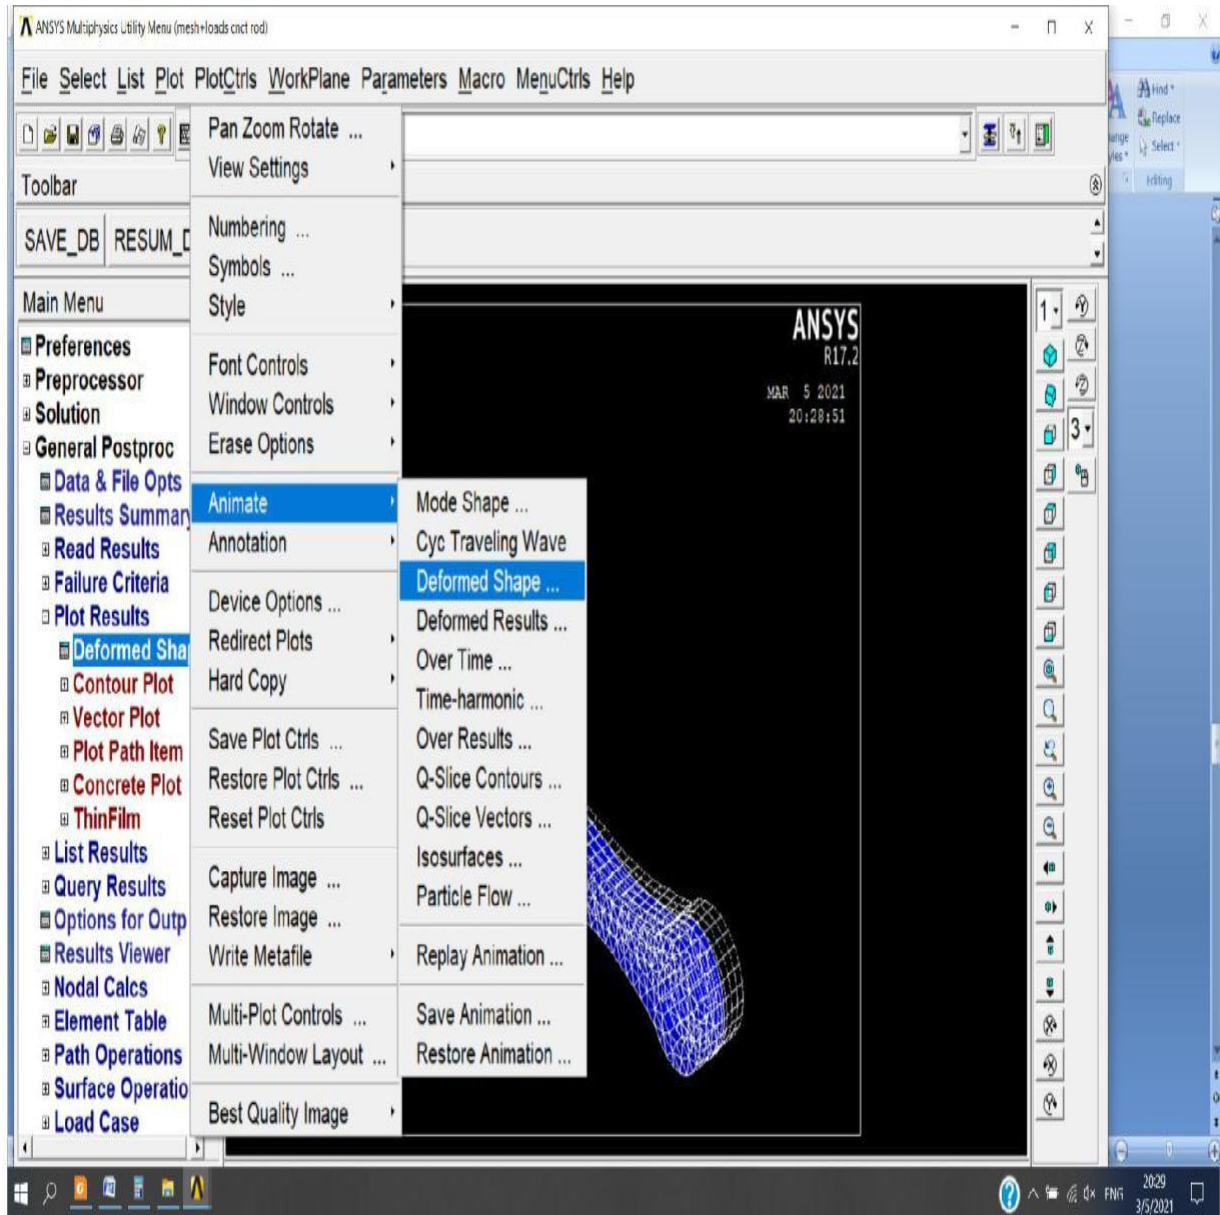 ANSYS Multiphysics Utility Menu (mesh+loads cnct rod)
File Select List Plot PlotCtrls WorkPlane Parameters Macro MenuCtrls Help
Find
Replace
Select
Editing
Toolbar
SAVE_DB RESUM_D
Main Menu
Preferences
Preprocessor
Solution
General Postproc
Data & File Opts
Results Summary
Read Results
Failure Criteria
Plot Results
Deformed Sha
Contour Plot
Vector Plot
Plot Path Item
Concrete Plot
ThinFilm
List Results
Query Results
Options for Outp
Results Viewer
Nodal Calcs
Element Table
Path Operations
Surface Operatio
Load Case
Pan Zoom Rotate ...
View Settings
Numbering ...
Symbols ...
Style
Font Controls
Window Controls
Erase Options
Animate
Annotation
Device Options ...
Redirect Plots
Hard Copy
Save Plot Ctrls ...
Restore Plot Ctrls ...
Reset Plot Ctrls
Capture Image ...
Restore Image ...
Write Metafile
Multi-Plot Controls ...
Multi-Window Layout ...
Best Quality Image
Mode Shape ...
Cyc Traveling Wave
Deformed Shape ...
Deformed Results ...
Over Time ...
Time-harmonic ...
Over Results ...
Q-Slice Contours ...
Q-Slice Vectors ...
Isosurfaces ...
Particle Flow ...
Replay Animation ...
Save Animation ...
Restore Animation ...
ANSYS
R17.2
MAR 5 2021
20:28:51
1
3
ENG
20:29
3/5/2021